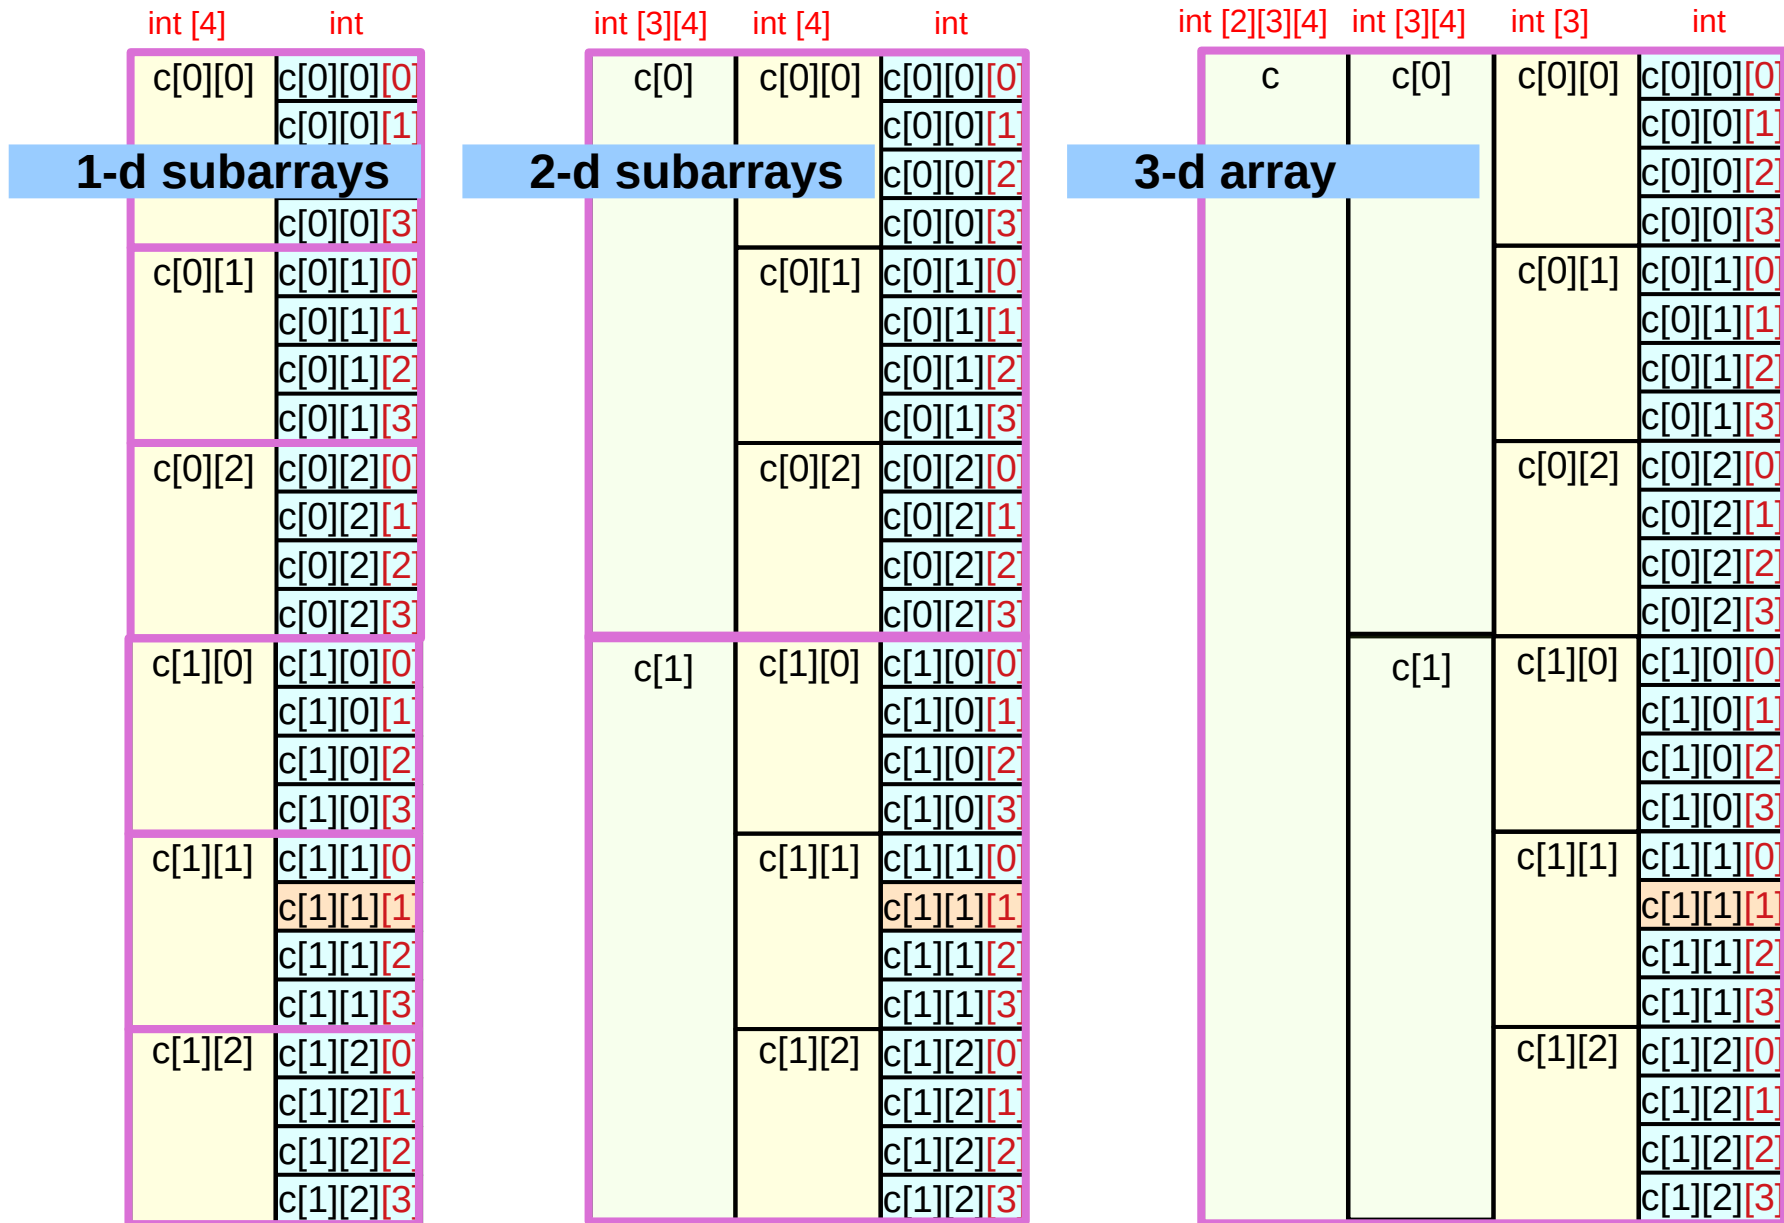 int [4] int
c[0][0] c[0][0][0]
c[0][0][1]
1-d subarrays
c[0][0][3]
c[0][1] c[0][1][0]
c[0][1][1]
c[0][1][2]
c[0][1][3]
c[0][2] c[0][2][0]
c[0][2][1]
c[0][2][2]
c[0][2][3]
c[1][0] c[1][0][0]
c[1][0][1]
c[1][0][2]
c[1][0][3]
c[1][1] c[1][1][0]
c[1][1][1]
c[1][1][2]
c[1][1][3]
c[1][2] c[1][2][0]
c[1][2][1]
c[1][2][2]
c[1][2][3]
int [3][4] int [4] int
c[0] c[0][0] c[0][0][0]
c[0][0][1]
2-d subarrays c[0][0][2]
c[0][0][3]
c[0][1] c[0][1][0]
c[0][1][1]
c[0][1][2]
c[0][1][3]
c[0][2] c[0][2][0]
c[0][2][1]
c[0][2][2]
c[0][2][3]
c[1] c[1][0] c[1][0][0]
c[1][0][1]
c[1][0][2]
c[1][0][3]
c[1][1] c[1][1][0]
c[1][1][1]
c[1][1][2]
c[1][1][3]
c[1][2] c[1][2][0]
c[1][2][1]
c[1][2][2]
c[1][2][3]
int [2][3][4] int [3][4] int [3] int
c c[0] c[0][0] c[0][0][0]
c[0][0][1]
3-d array c[0][0][2]
c[0][0][3]
c[0][1] c[0][1][0]
c[0][1][1]
c[0][1][2]
c[0][1][3]
c[0][2] c[0][2][0]
c[0][2][1]
c[0][2][2]
c[0][2][3]
c[1] c[1][0] c[1][0][0]
c[1][0][1]
c[1][0][2]
c[1][0][3]
c[1][1] c[1][1][0]
c[1][1][1]
c[1][1][2]
c[1][1][3]
c[1][2] c[1][2][0]
c[1][2][1]
c[1][2][2]
c[1][2][3]